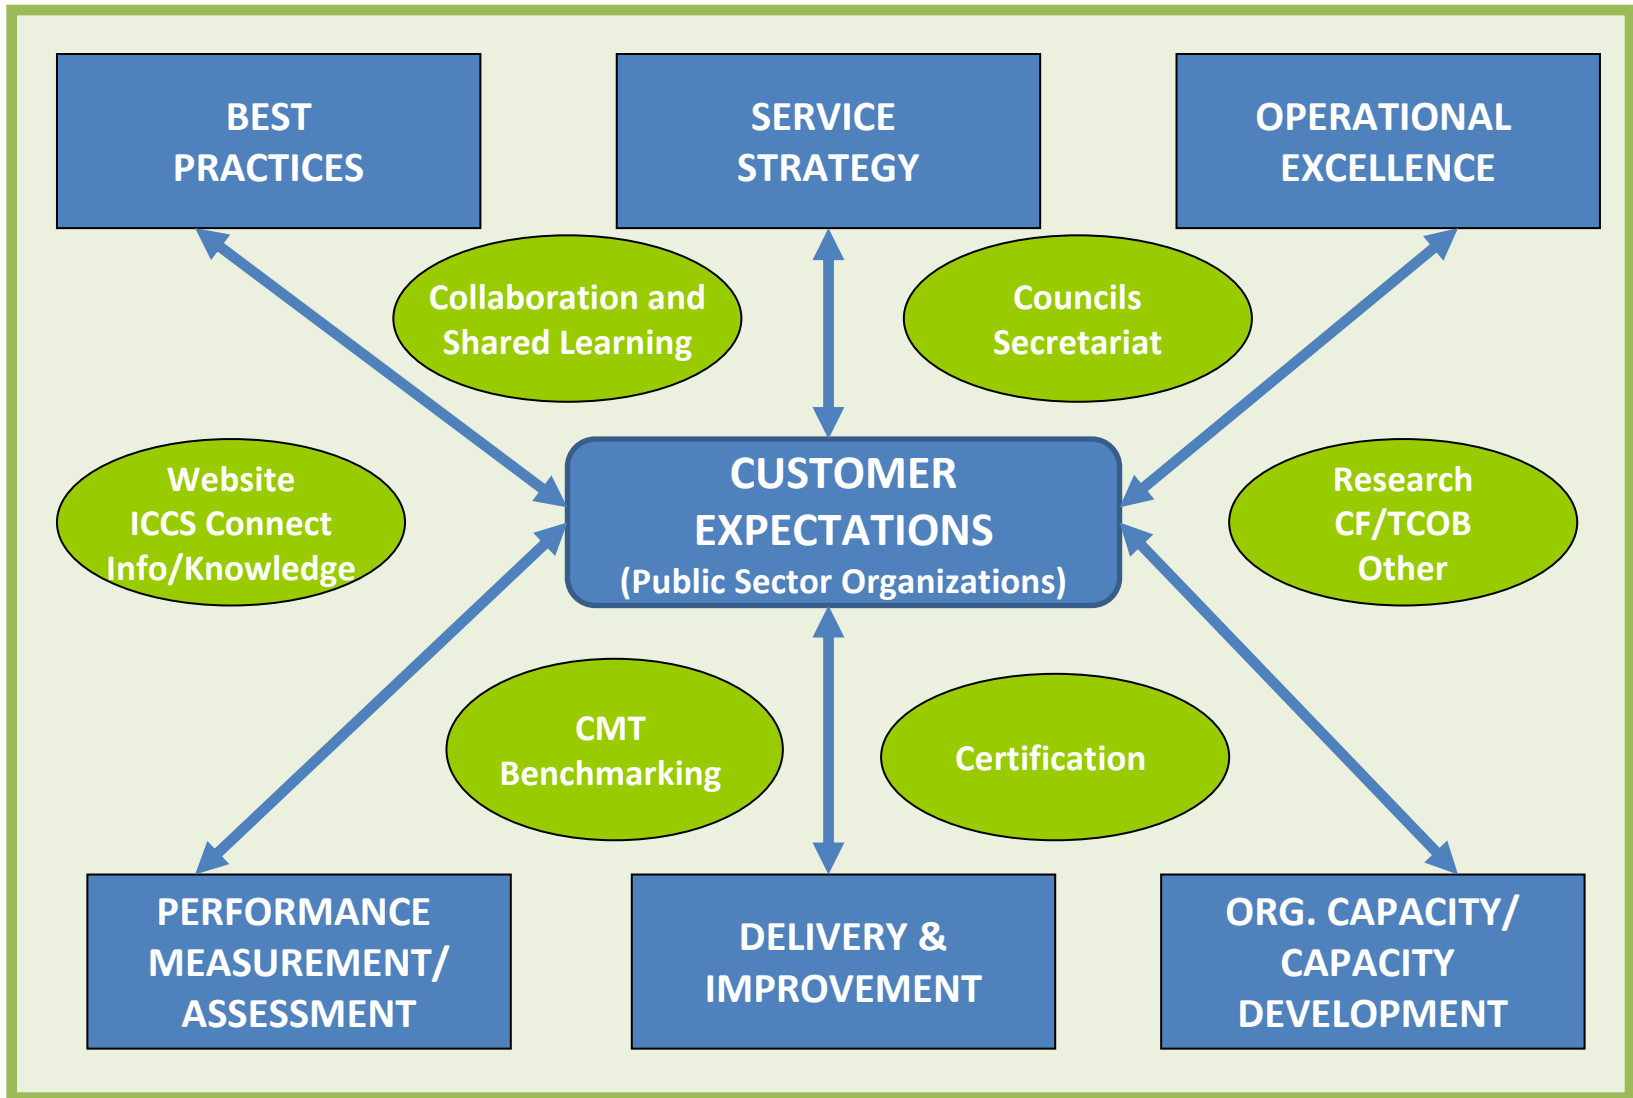 BEST
PRACTICES
SERVICE
STRATEGY
OPERATIONAL
EXCELLENCE
Collaboration and
Shared Learning
Councils
Secretariat
Website
ICCS Connect
Info/Knowledge
CUSTOMER
EXPECTATIONS
(Public Sector Organizations)
Research
CF/TCOB
Other
CMT
Benchmarking
Certification
PERFORMANCE
MEASUREMENT/
ASSESSMENT
DELIVERY &
IMPROVEMENT
ORG. CAPACITY/
CAPACITY
DEVELOPMENT